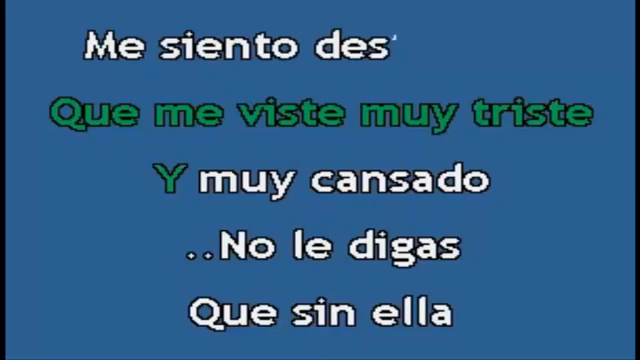 Me siento des
Que me viste muy triste
Y muy cansado
..No le digas
Que sin ella